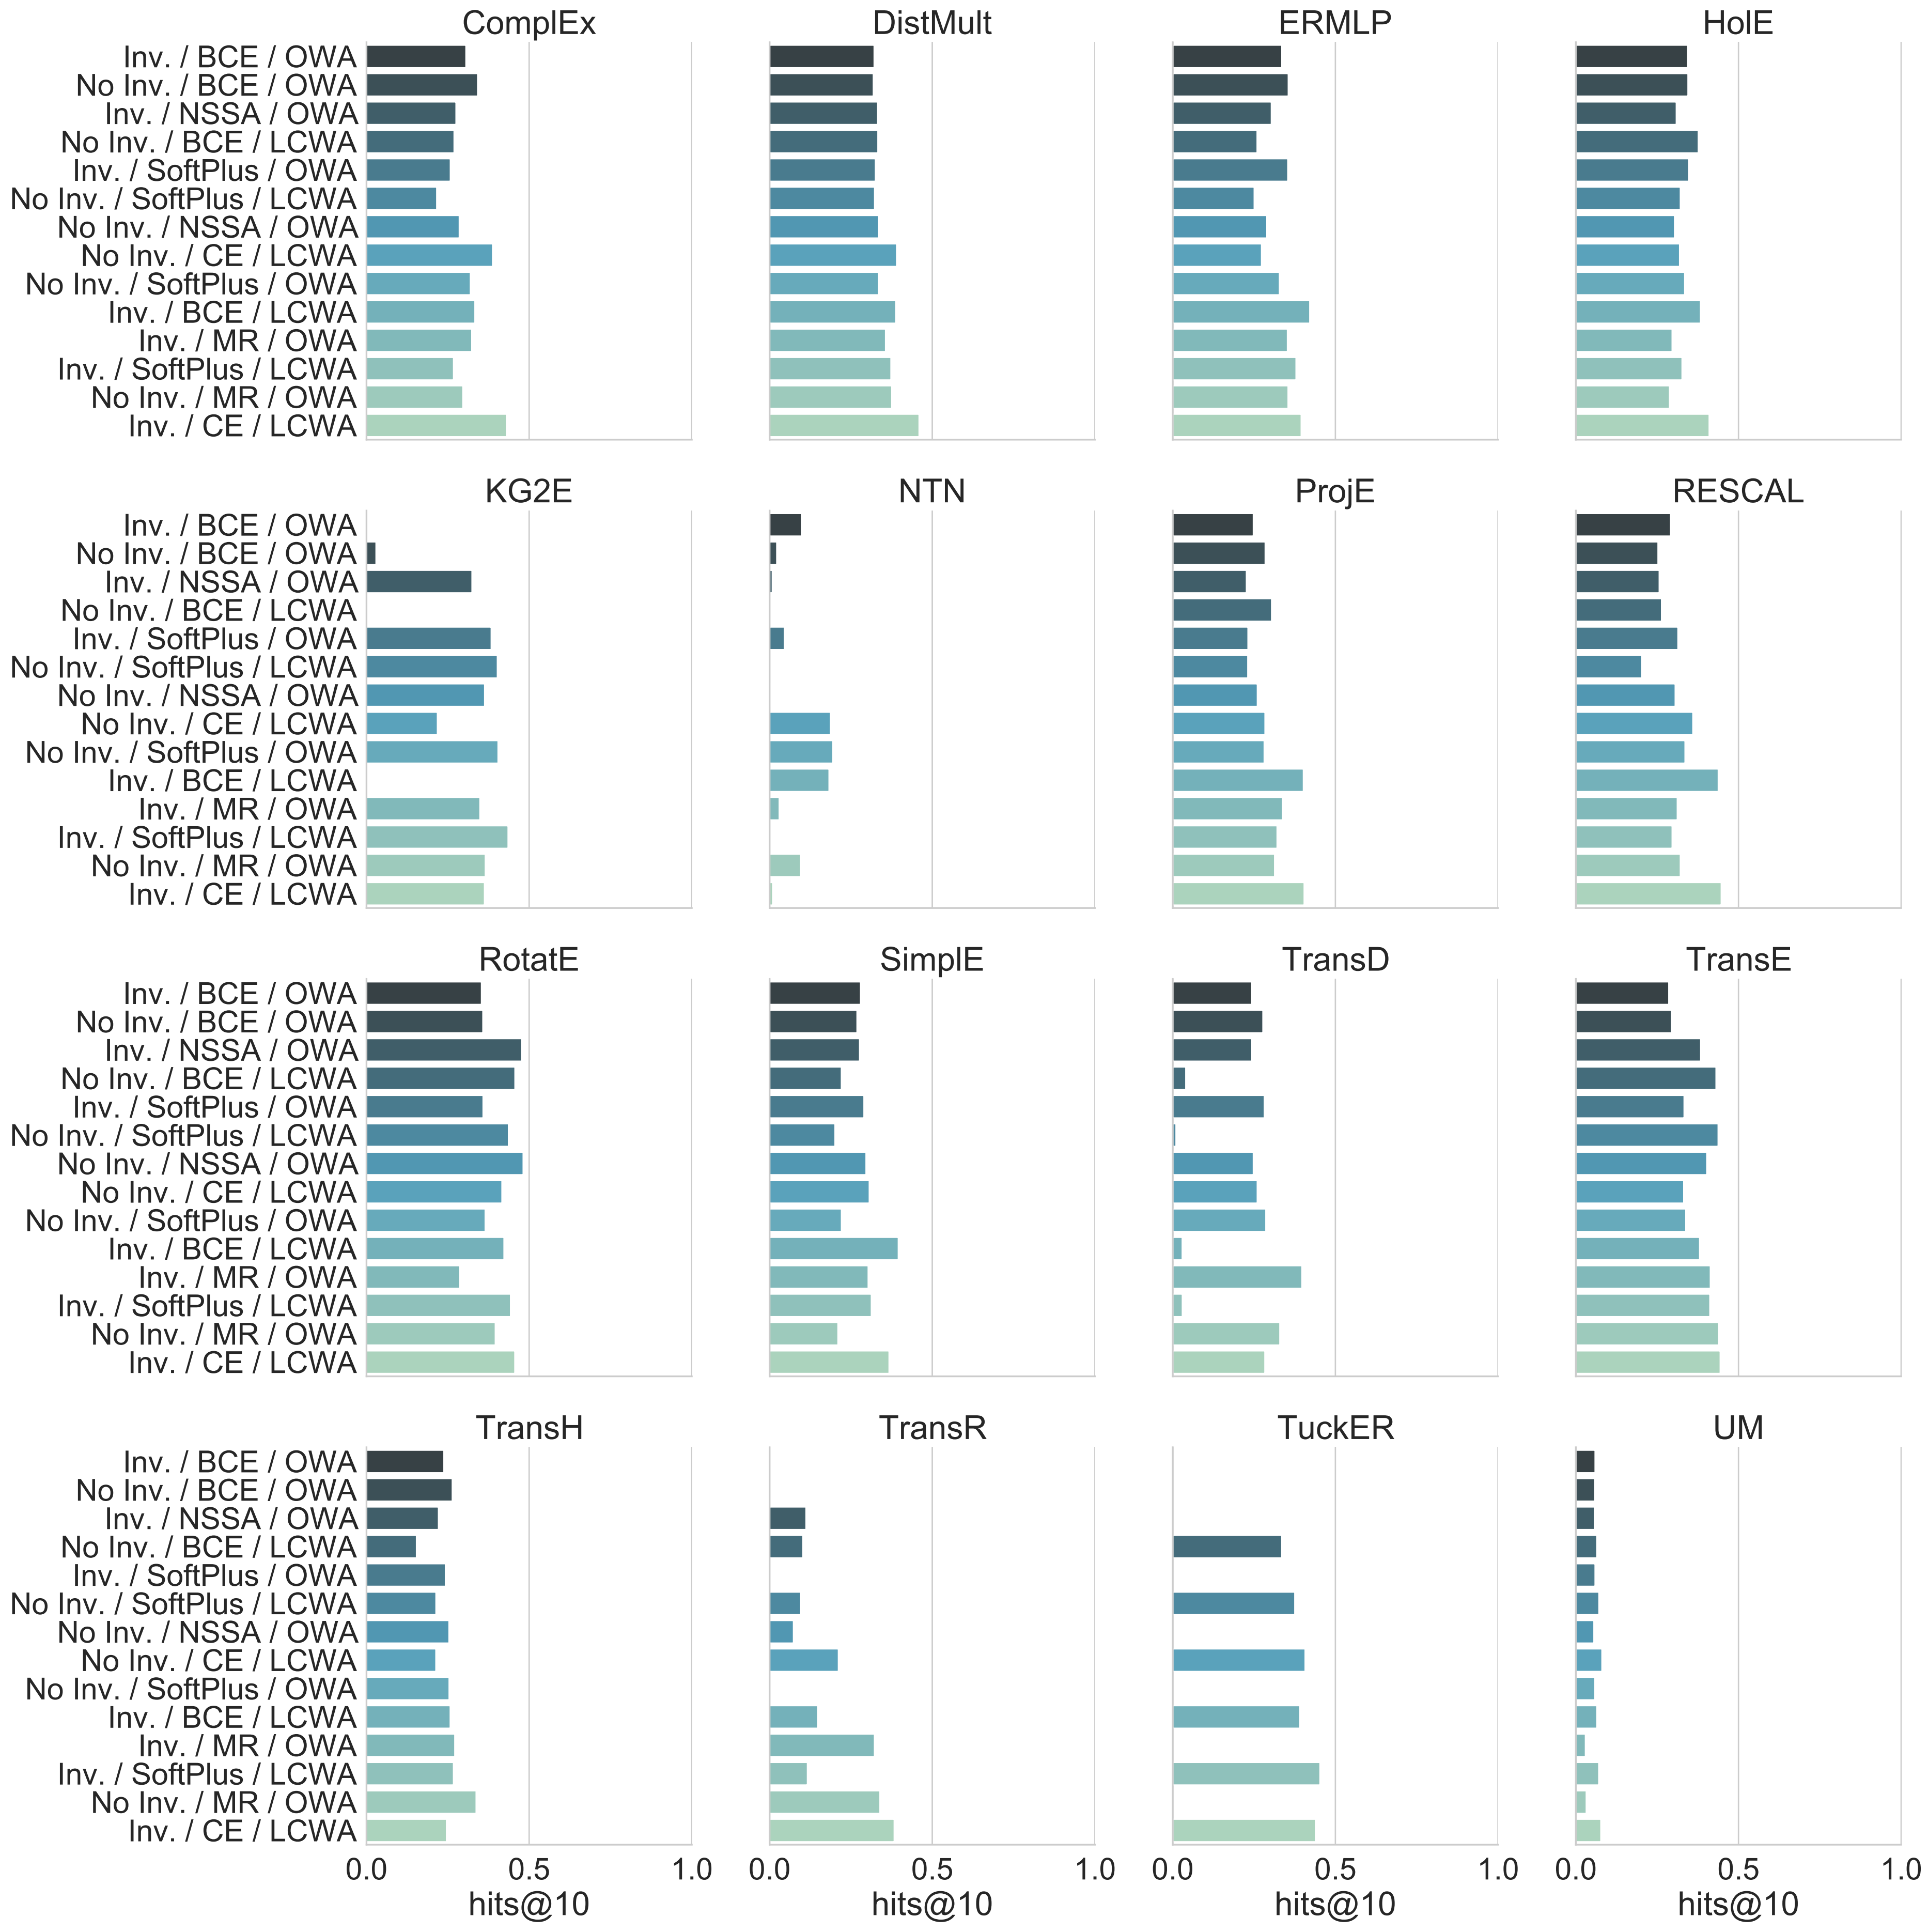 ComplEx DistMult ERMLP HolE
Inv. / BCE / OWA
No Inv. / BCE / OWA
Inv. / NSSA / OWA
No Inv. / BCE / LCWA
Inv. / SoftPlus / OWA
No Inv. / SoftPlus / LCWA
No Inv. / NSSA / OWA
No Inv. / CE / LCWA
No Inv. / SoftPlus / OWA
Inv. / BCE / LCWA
Inv. / MR / OWA
Inv. / SoftPlus / LCWA
No Inv. / MR / OWA
Inv. / CE / LCWA
KG2E NTN ProjE RESCAL
Inv. / BCE / OWA
No Inv. / BCE / OWA
Inv. / NSSA / OWA
No Inv. / BCE / LCWA
Inv. / SoftPlus / OWA
No Inv. / SoftPlus / LCWA
No Inv. / NSSA / OWA
No Inv. / CE / LCWA
No Inv. / SoftPlus / OWA
Inv. / BCE / LCWA
Inv. / MR / OWA
Inv. / SoftPlus / LCWA
No Inv. / MR / OWA
Inv. / CE / LCWA
RotatE SimplE TransD TransE
Inv. / BCE / OWA
No Inv. / BCE / OWA
Inv. / NSSA / OWA
No Inv. / BCE / LCWA
Inv. / SoftPlus / OWA
No Inv. / SoftPlus / LCWA
No Inv. / NSSA / OWA
No Inv. / CE / LCWA
No Inv. / SoftPlus / OWA
Inv. / BCE / LCWA
Inv. / MR / OWA
Inv. / SoftPlus / LCWA
No Inv. / MR / OWA
Inv. / CE / LCWA
TransH TransR TuckER UM
Inv. / BCE / OWA
No Inv. / BCE / OWA
Inv. / NSSA / OWA
No Inv. / BCE / LCWA
Inv. / SoftPlus / OWA
No Inv. / SoftPlus / LCWA
No Inv. / NSSA / OWA
No Inv. / CE / LCWA
No Inv. / SoftPlus / OWA
Inv. / BCE / LCWA
Inv. / MR / OWA
Inv. / SoftPlus / LCWA
No Inv. / MR / OWA
Inv. / CE / LCWA
0.0 0.5 1.0 0.0 0.5 1.0 0.0 0.5 1.0 0.0 0.5 1.0
hits@10 hits@10 hits@10 hits@10